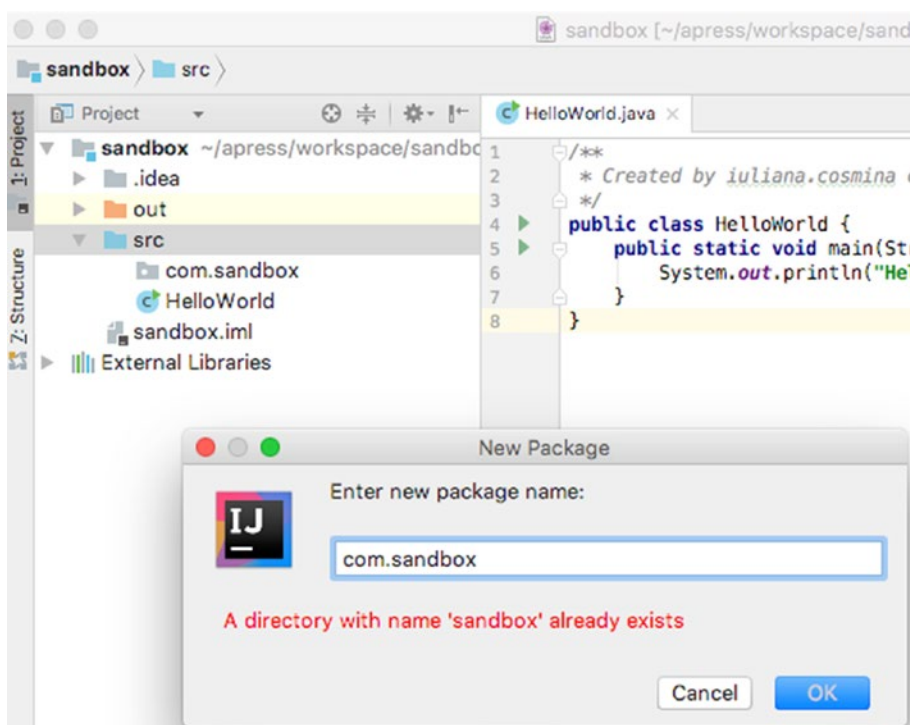 sandbox [~/apress/workspace/sand
sandbox src
1: Project
Z: Structure
Project
sandbox ~/apress/workspace/sandbo
.idea
out
src
com.sandbox
HelloWorld
sandbox.iml
External Libraries
HelloWorld.java
1 /**
2 * Created by iuliana.cosmina
3 */
4 public class HelloWorld {
5 public static void main(Str
6 System.out.println("Hel
7 }
8 }
New Package
IJ
Enter new package name:
com.sandbox
A directory with name 'sandbox' already exists
Cancel OK